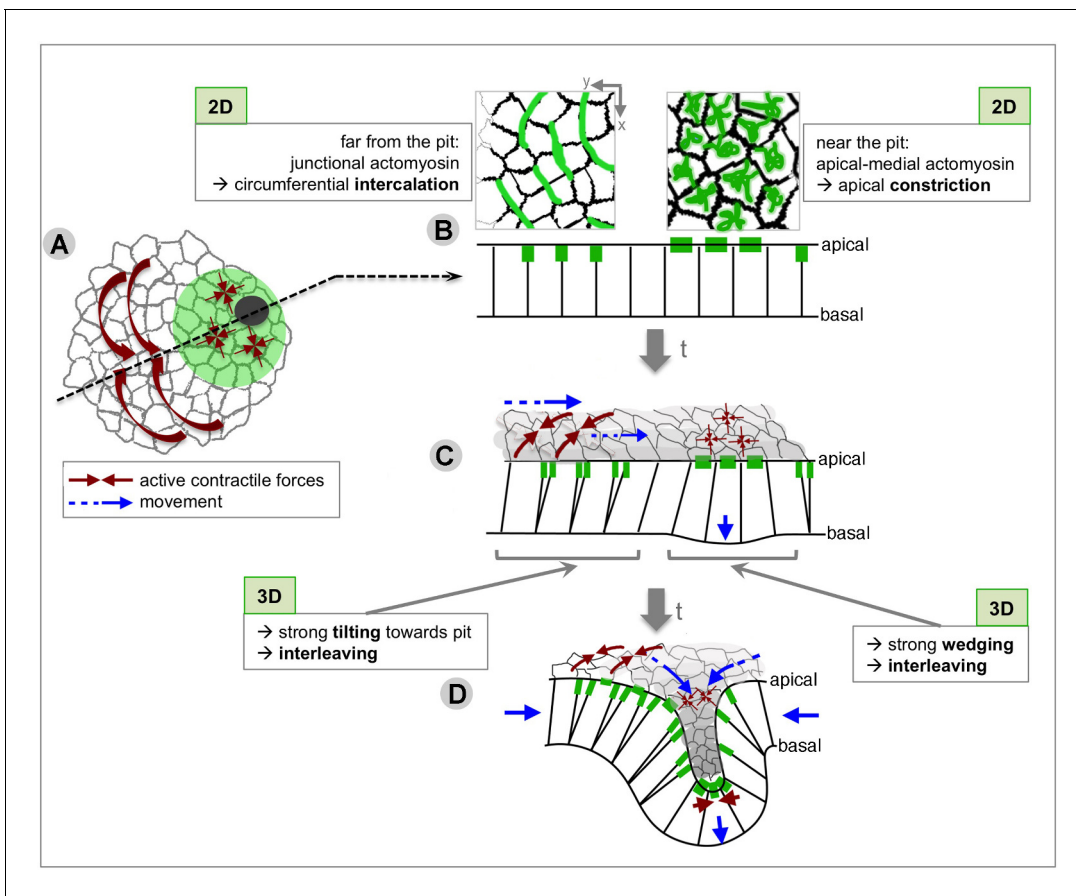 2D
far from the pit:
junctional actomyosin
→ circumferential intercalation
y
x
2D
near the pit:
apical-medial actomyosin
→ apical constriction
A
B
apical
basal
t
active contractile forces
movement
C
apical
basal
3D
→ strong tilting towards pit
→ interleaving
t
3D
→ strong wedging
→ interleaving
D
apical
basal